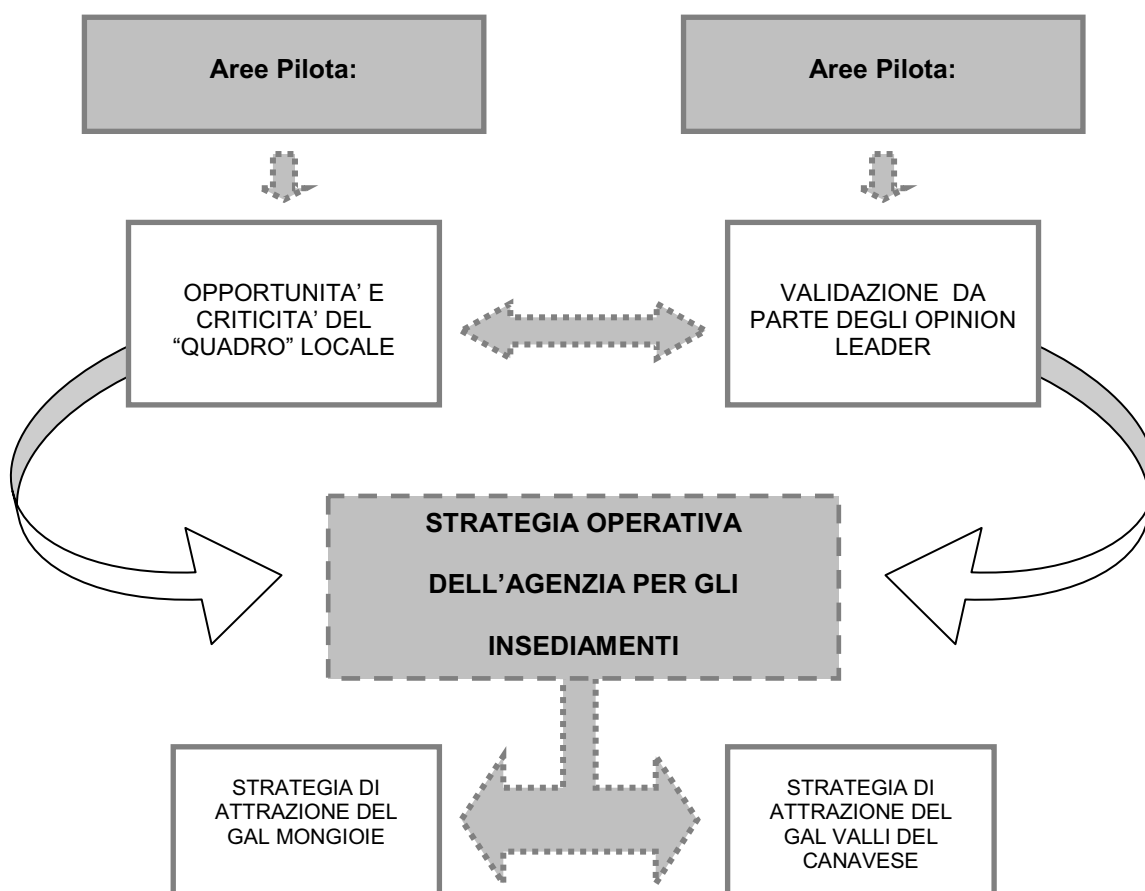 Aree Pilota:
Aree Pilota:
OPPORTUNITA’ E
CRITICITA’ DEL
“QUADRO” LOCALE
VALIDAZIONE DA
PARTE DEGLI OPINION
LEADER
STRATEGIA OPERATIVA
DELL’AGENZIA PER GLI
INSEDIAMENTI
STRATEGIA DI
ATTRAZIONE DEL
GAL MONGIOIE
STRATEGIA DI
ATTRAZIONE DEL
GAL VALLI DEL
CANAVESE